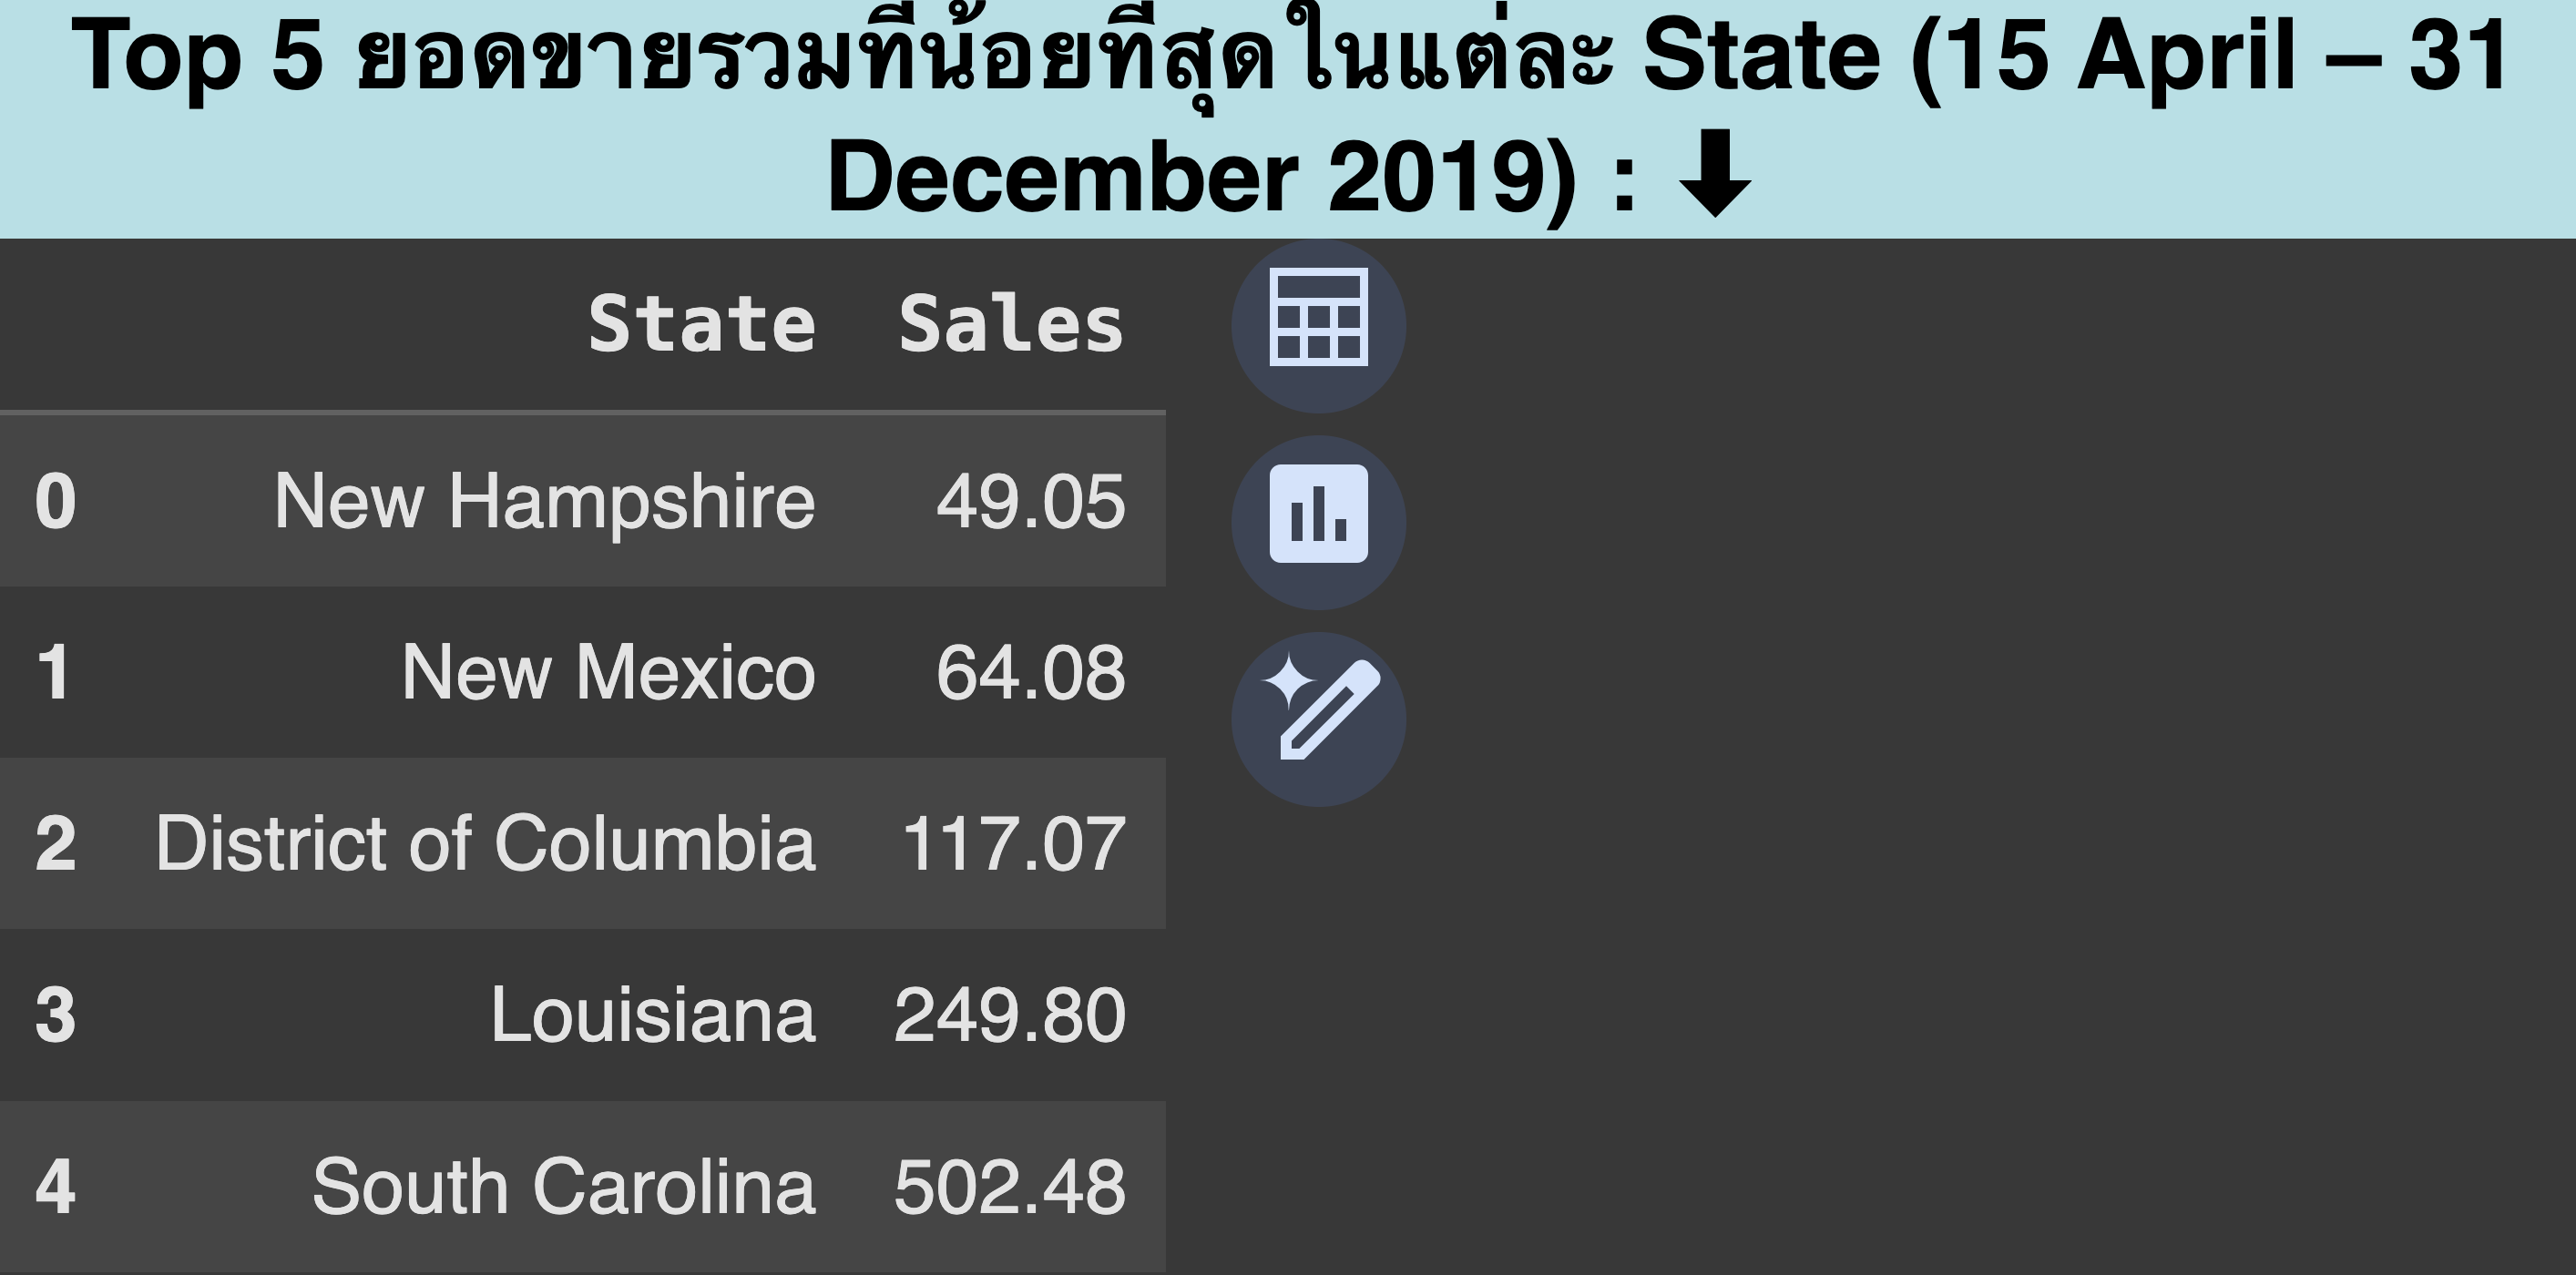 Top 5 ยอดขายรวมที่น้อยที่สุดในแต่ละ State (15 April – 31
December 2019) : ⬇
State Sales
0 New Hampshire 49.05
1 New Mexico 64.08
2 District of Columbia 117.07
3 Louisiana 249.80
4 South Carolina 502.48